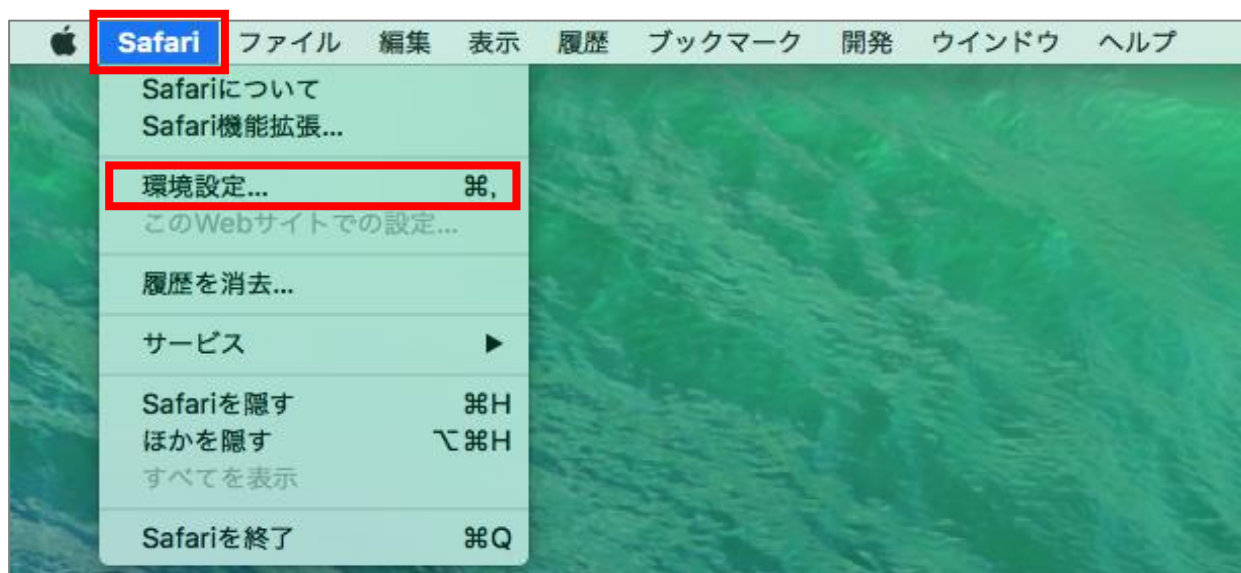 Safari ファイル 編集 表示 履歴 ブックマーク 開発 ウインドウ ヘルプ
Safariについて
Safari機能拡張...
環境設定... ⌘,
このWebサイトでの設定...
履歴を消去...
サービス ▶
Safariを隠す ⌘H
ほかを隠す ⌥⌘H
すべてを表示
Safariを終了 ⌘Q